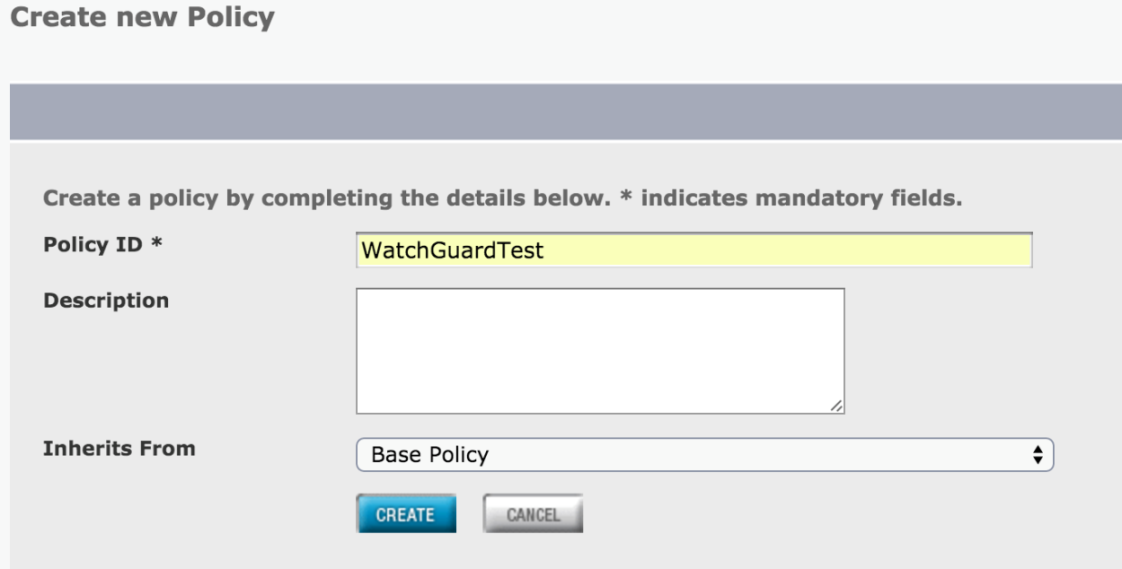 Create new Policy
Create a policy by completing the details below. * indicates mandatory fields.
Policy ID *
WatchGuardTest
Description
Inherits From
Base Policy
CREATE
CANCEL